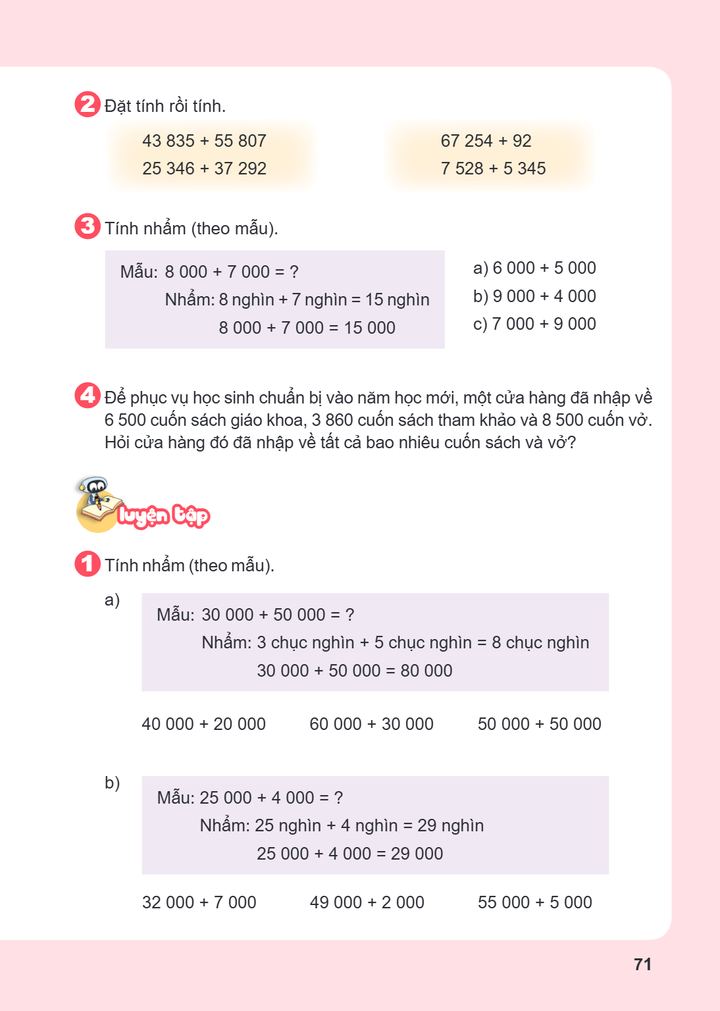 2 Đặt tính rồi tính.
43 835 + 55 807 67 254 + 92
25 346 + 37 292 7 528 + 5 345
3 Tính nhẩm (theo mẫu).
Mẫu: 8 000 + 7 000 = ?
Nhẩm: 8 nghìn + 7 nghìn = 15 nghìn
8 000 + 7 000 = 15 000
a) 6 000 + 5 000
b) 9 000 + 4 000
c) 7 000 + 9 000
4 Để phục vụ học sinh chuẩn bị vào năm học mới, một cửa hàng đã nhập về
6 500 cuốn sách giáo khoa, 3 860 cuốn sách tham khảo và 8 500 cuốn vở.
Hỏi cửa hàng đó đã nhập về tất cả bao nhiêu cuốn sách và vở?
luyện tập
1 Tính nhẩm (theo mẫu).
a)
Mẫu: 30 000 + 50 000 = ?
Nhẩm: 3 chục nghìn + 5 chục nghìn = 8 chục nghìn
30 000 + 50 000 = 80 000
40 000 + 20 000 60 000 + 30 000 50 000 + 50 000
b)
Mẫu: 25 000 + 4 000 = ?
Nhẩm: 25 nghìn + 4 nghìn = 29 nghìn
25 000 + 4 000 = 29 000
32 000 + 7 000 49 000 + 2 000 55 000 + 5 000
71